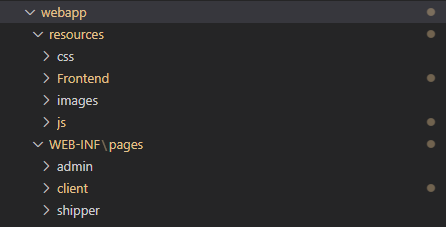 webapp
resources
css
Frontend
images
js
WEB-INF\pages
admin
client
shipper